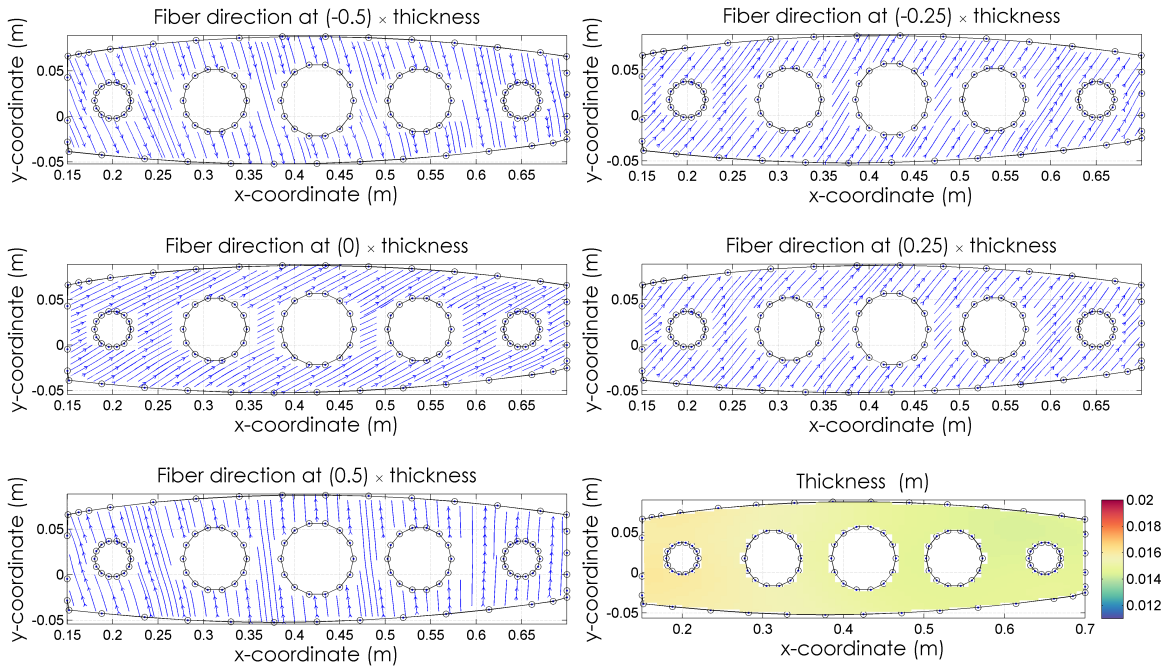 Fiber direction at (-0.5) × thickness
y-coordinate (m)
0.05
0
-0.05
0.15 0.2 0.25 0.3 0.35 0.4 0.45 0.5 0.55 0.6 0.65
x-coordinate (m)
Fiber direction at (-0.25) × thickness
y-coordinate (m)
0.05
0
-0.05
0.15 0.2 0.25 0.3 0.35 0.4 0.45 0.5 0.55 0.6 0.65
x-coordinate (m)
Fiber direction at (0) × thickness
y-coordinate (m)
0.05
0
-0.05
0.15 0.2 0.25 0.3 0.35 0.4 0.45 0.5 0.55 0.6 0.65
x-coordinate (m)
Fiber direction at (0.25) × thickness
y-coordinate (m)
0.05
0
-0.05
0.15 0.2 0.25 0.3 0.35 0.4 0.45 0.5 0.55 0.6 0.65
x-coordinate (m)
Fiber direction at (0.5) × thickness
y-coordinate (m)
0.05
0
-0.05
0.15 0.2 0.25 0.3 0.35 0.4 0.45 0.5 0.55 0.6 0.65
x-coordinate (m)
Thickness (m)
y-coordinate (m)
0.05
0
-0.05
0.2 0.3 0.4 0.5 0.6 0.7
x-coordinate (m)
0.02
0.018
0.016
0.014
0.012